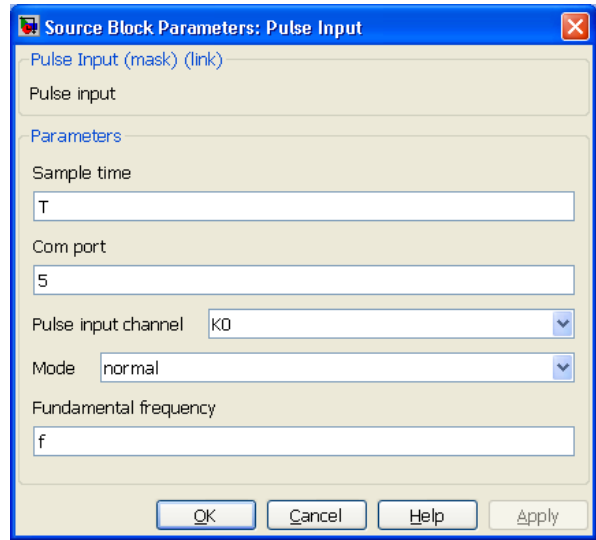 Source Block Parameters: Pulse Input
Pulse Input (mask) (link)
Pulse input
Parameters
Sample time
T
Com port
5
Pulse input channel K0
Mode normal
Fundamental frequency
f
OK Cancel Help Apply